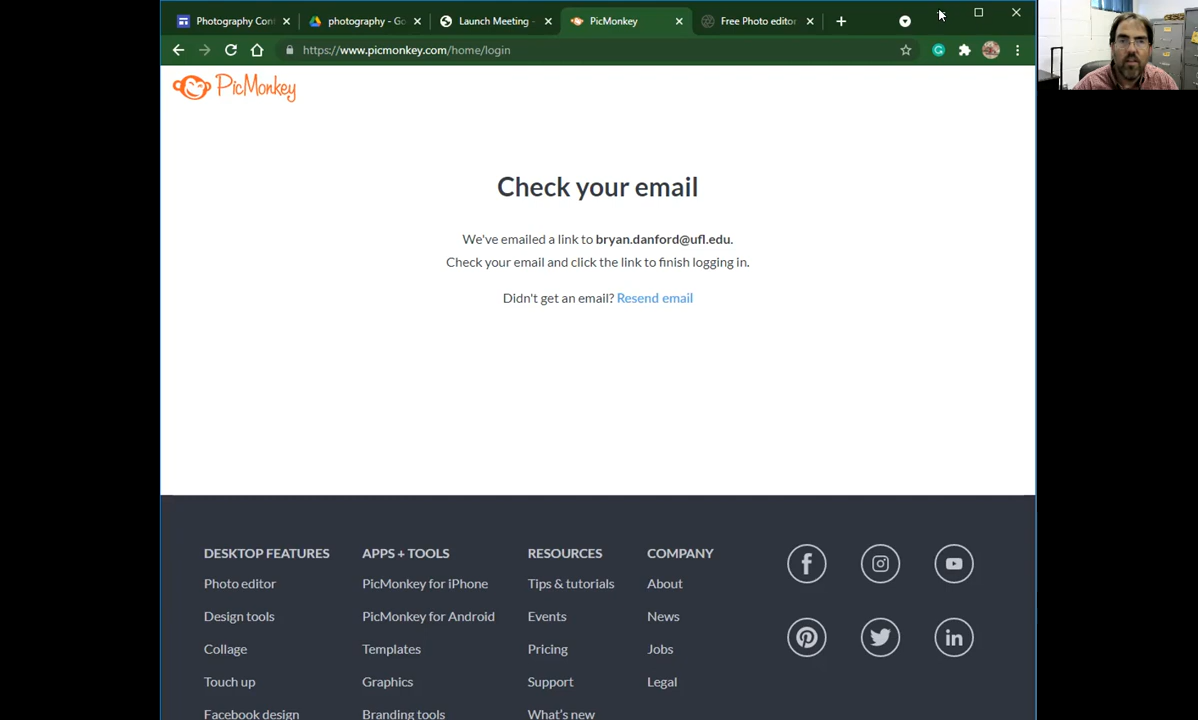 Photography Con
photography - Go
Launch Meeting -
PicMonkey
Free Photo editor
https://www.picmonkey.com/home/login
PicMonkey
Check your email
We've emailed a link to bryan.danford@ufl.edu.
Check your email and click the link to finish logging in.
Didn't get an email? Resend email
DESKTOP FEATURES
Photo editor
Design tools
Collage
Touch up
Facebook design
APPS + TOOLS
PicMonkey for iPhone
PicMonkey for Android
Templates
Graphics
Branding tools
RESOURCES
Tips & tutorials
Events
Pricing
Support
What's new
COMPANY
About
News
Jobs
Legal